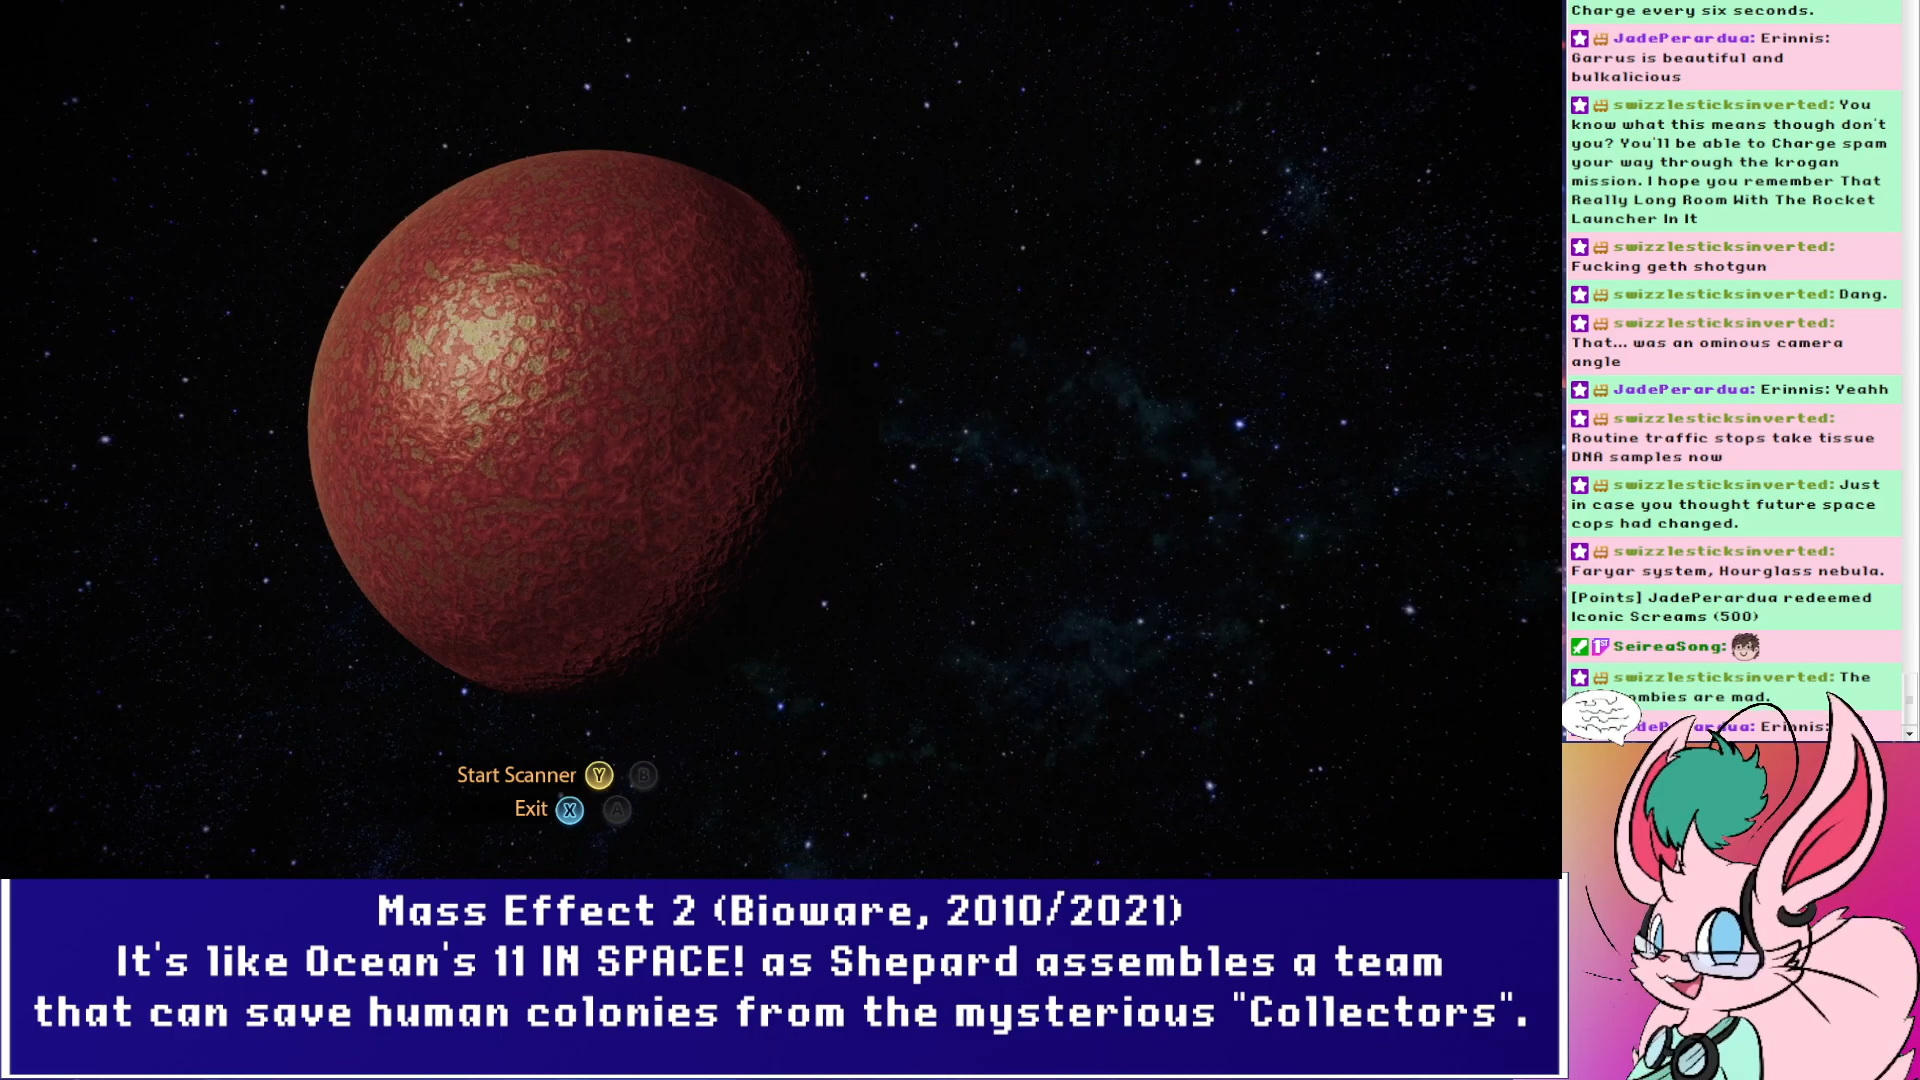 Charge every six seconds.
JadePerardua: Erinnis:
Garrus is beautiful and
bulkalicious
swizzlesticksinverted: You
know what this means though don't
you? You'll be able to Charge spam
your way through the krogan
mission. I hope you remember That
Really Long Room With The Rocket
Launcher In It
swizzlesticksinverted:
Fucking geth shotgun
swizzlesticksinverted: Dang.
swizzlesticksinverted:
That... was an ominous camera
angle
JadePerardua: Erinnis: Yeahh
swizzlesticksinverted:
Routine traffic stops take tissue
DNA samples now
swizzlesticksinverted: Just
in case you thought future space
cops had changed.
swizzlesticksinverted:
Faryar system, Hourglass nebula.
[Points] JadePerardua redeemed
Iconic Screams (500)
SeireaSong:
swizzlesticksinverted: The
are mad.
Erinnis:
Start Scanner Y B
Exit X A
Mass Effect 2 (Bioware, 2010/2021)
It's like Ocean's 11 IN SPACE! as Shepard assembles a team
that can save human colonies from the mysterious "Collectors".